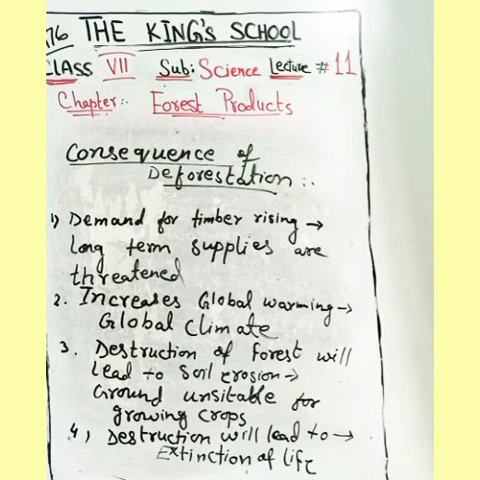 76 THE KING'S SCHOOL
CLASS VII Sub: Science Lecture # 11
Chapter:. Forest Products
Consequence of
Deforestation:.
1) Demand for timber rising →
long term supplies are
threatened
2. Increases Global warming →
Global Climate
3. Destruction of Forest will
lead to Soil Erosion →
Ground unsitable for
growing crops
4) Destruction will lead to →
Extinction of life